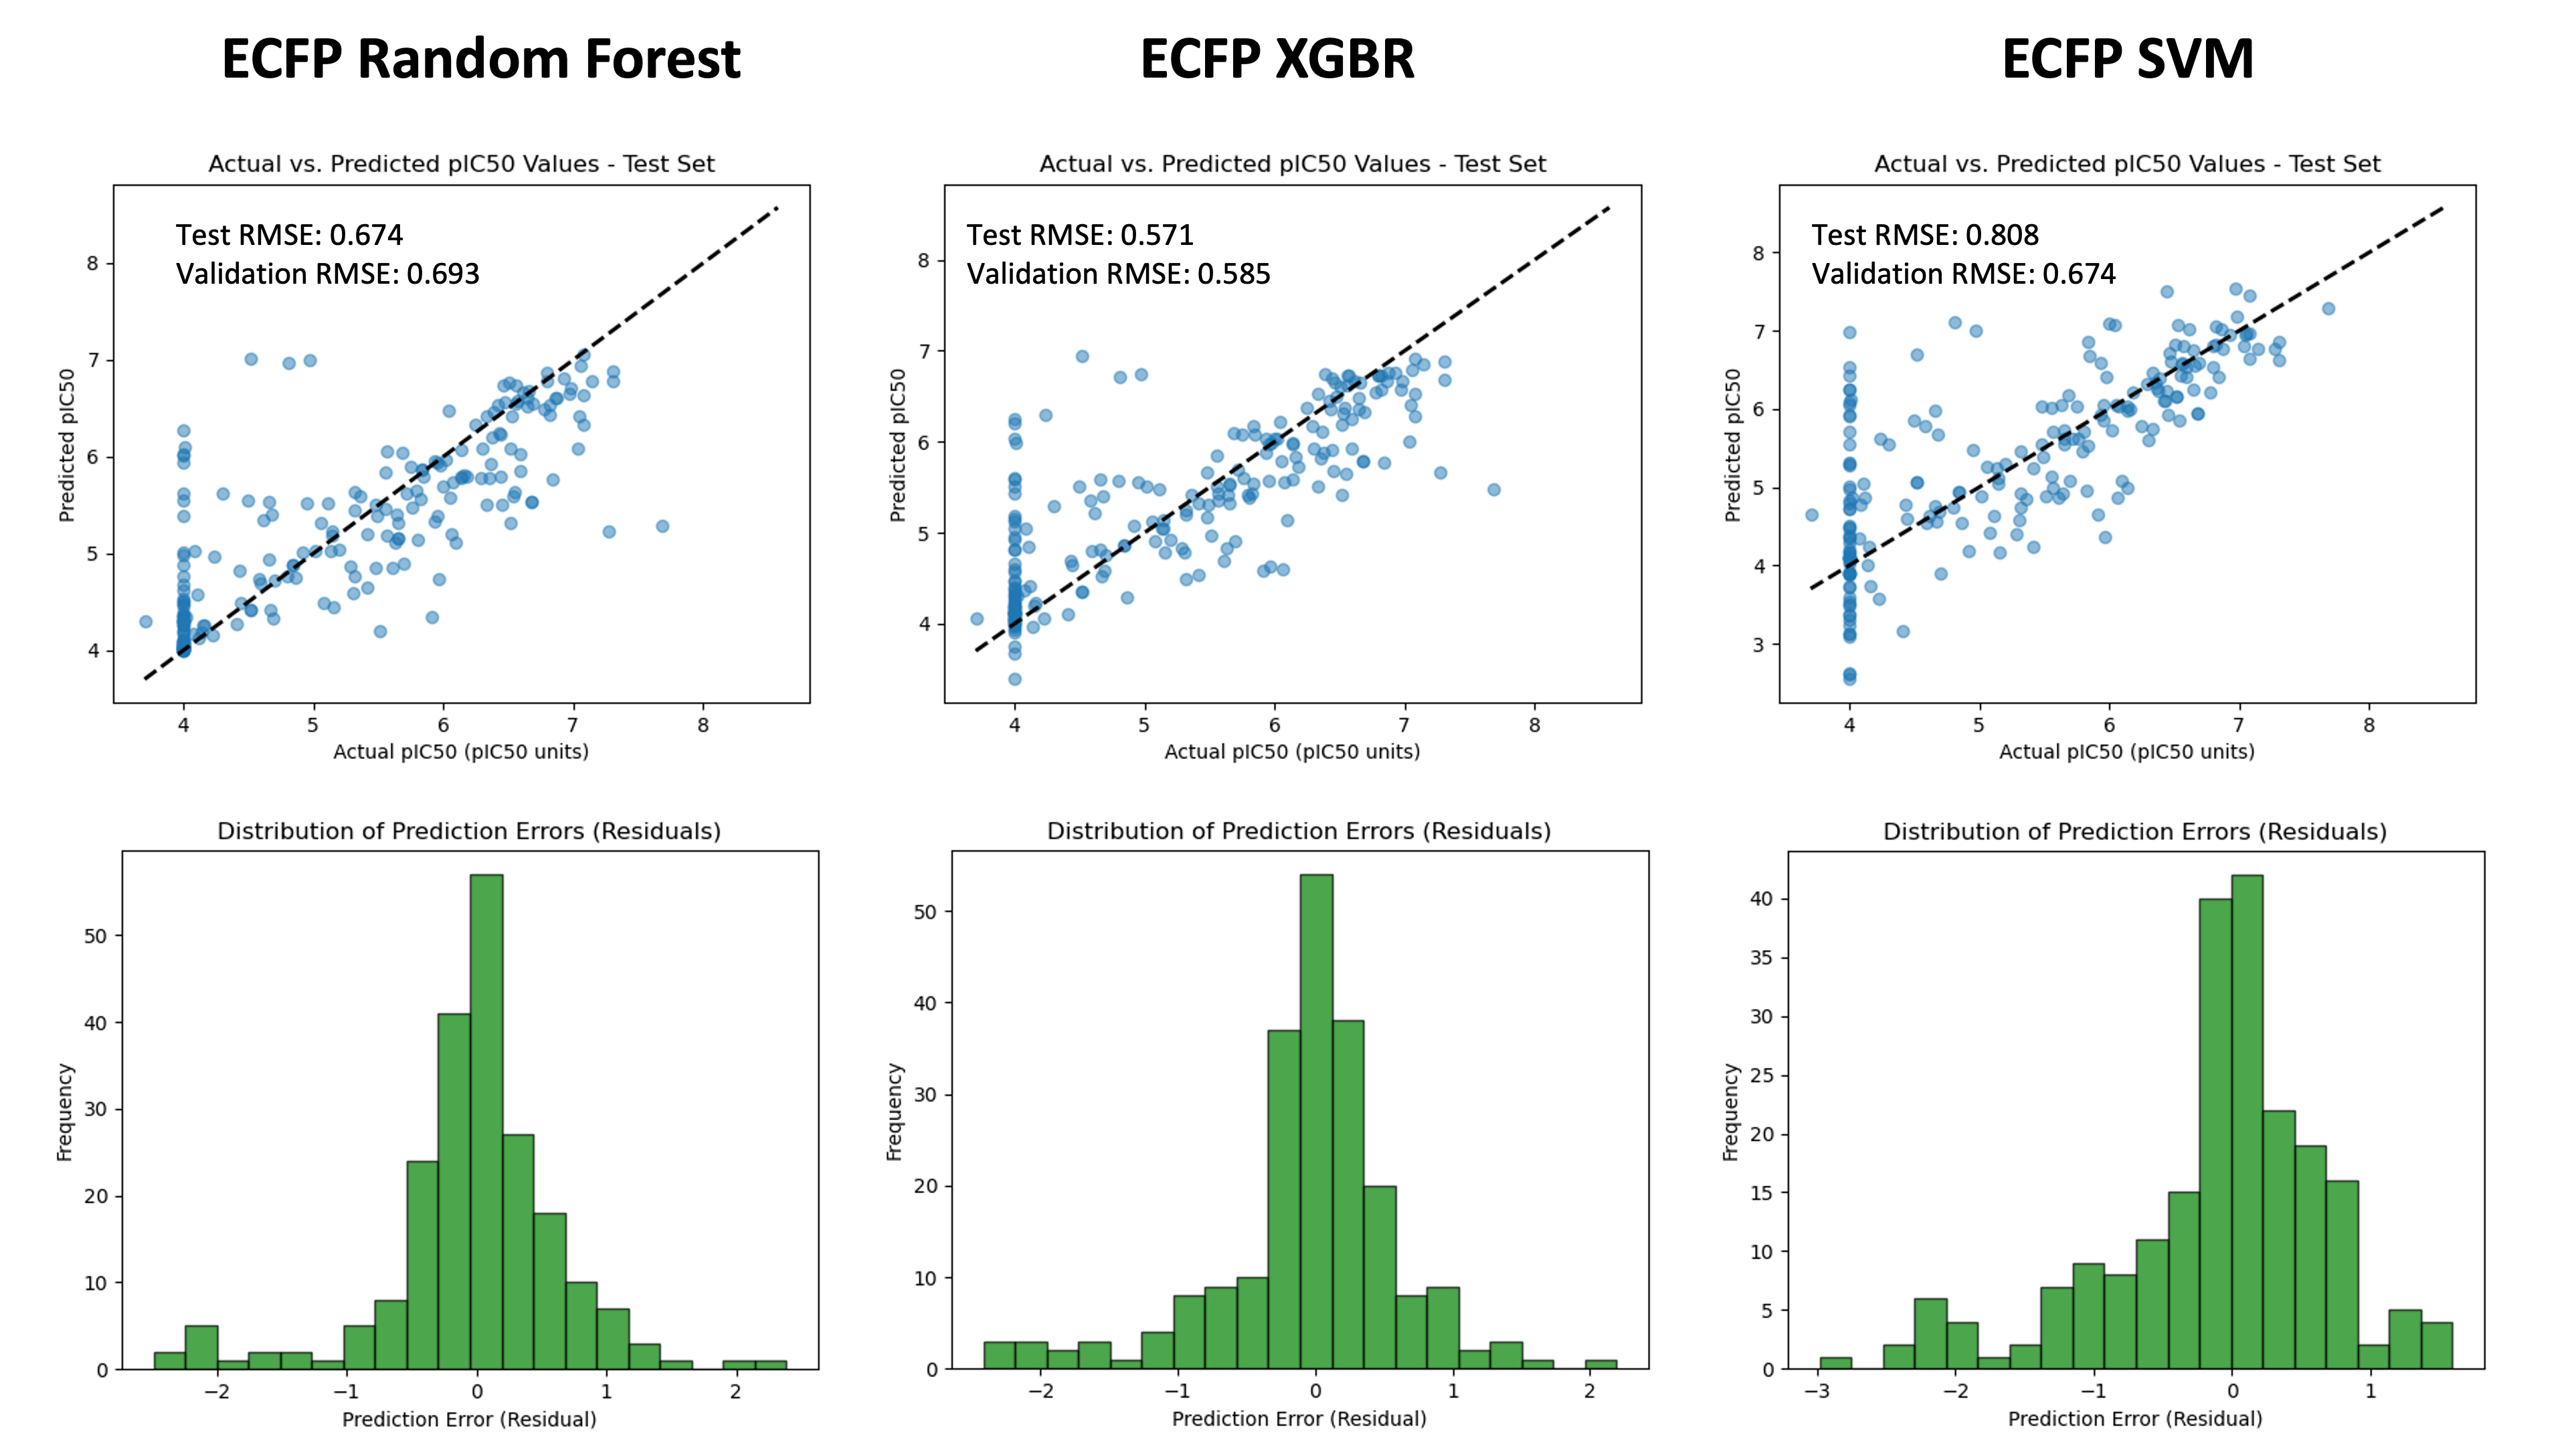 ECFP Random Forest
Actual vs. Predicted pIC50 Values - Test Set
Test RMSE: 0.674
Validation RMSE: 0.693
Predicted pIC50
8
7
6
5
4
4 5 6 7 8
Actual pIC50 (pIC50 units)
Distribution of Prediction Errors (Residuals)
Frequency
50
40
30
20
10
0
−2 −1 0 1 2
Prediction Error (Residual)
ECFP XGBR
Actual vs. Predicted pIC50 Values - Test Set
Test RMSE: 0.571
Validation RMSE: 0.585
Predicted pIC50
8
7
6
5
4
4 5 6 7 8
Actual pIC50 (pIC50 units)
Distribution of Prediction Errors (Residuals)
Frequency
50
40
30
20
10
0
−2 −1 0 1 2
Prediction Error (Residual)
ECFP SVM
Actual vs. Predicted pIC50 Values - Test Set
Test RMSE: 0.808
Validation RMSE: 0.674
Predicted pIC50
8
7
6
5
4
3
4 5 6 7 8
Actual pIC50 (pIC50 units)
Distribution of Prediction Errors (Residuals)
Frequency
40
35
30
25
20
15
10
5
0
−3 −2 −1 0 1
Prediction Error (Residual)